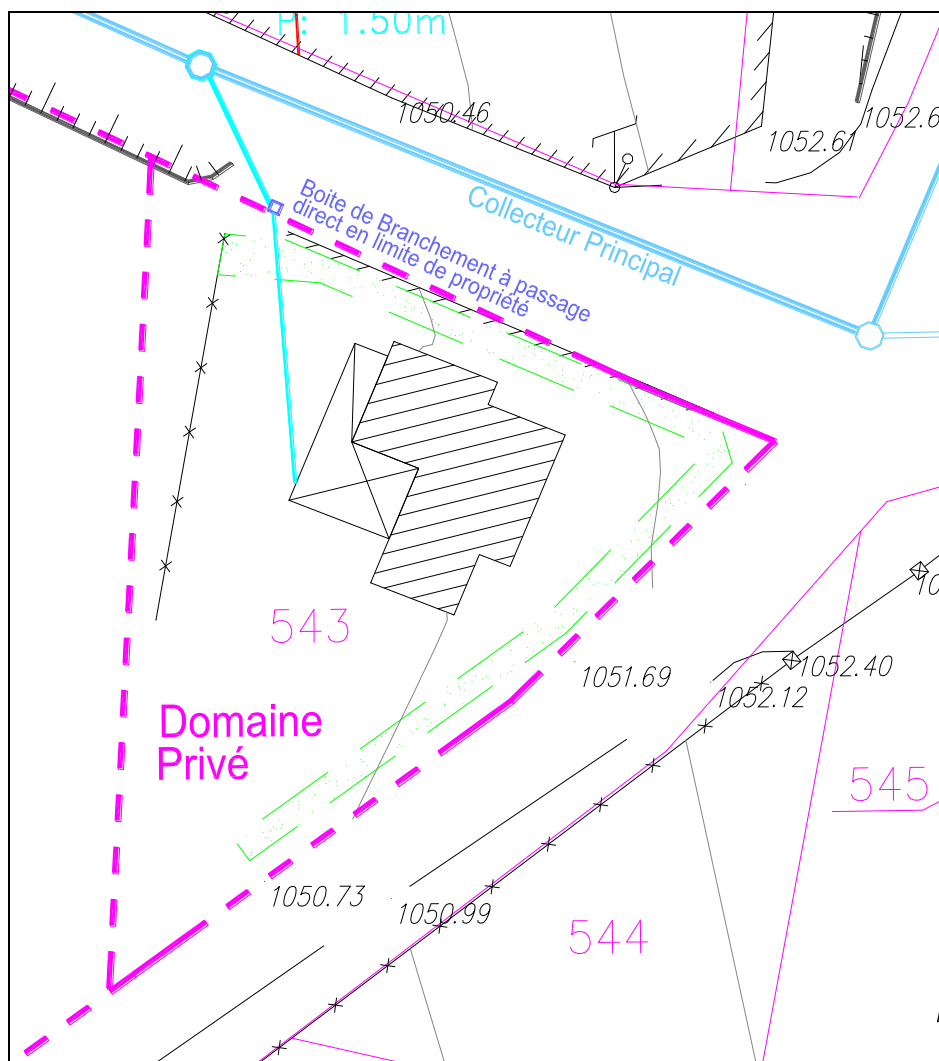 P: 1.50m
1050.46
1052.61
1052.6
Boite de Branchement à passage
direct en limite de propriété
Collecteur Principal
543
10
1051.69
1052.40
1052.12
Domaine
Privé
545
1050.73
1050.99
544